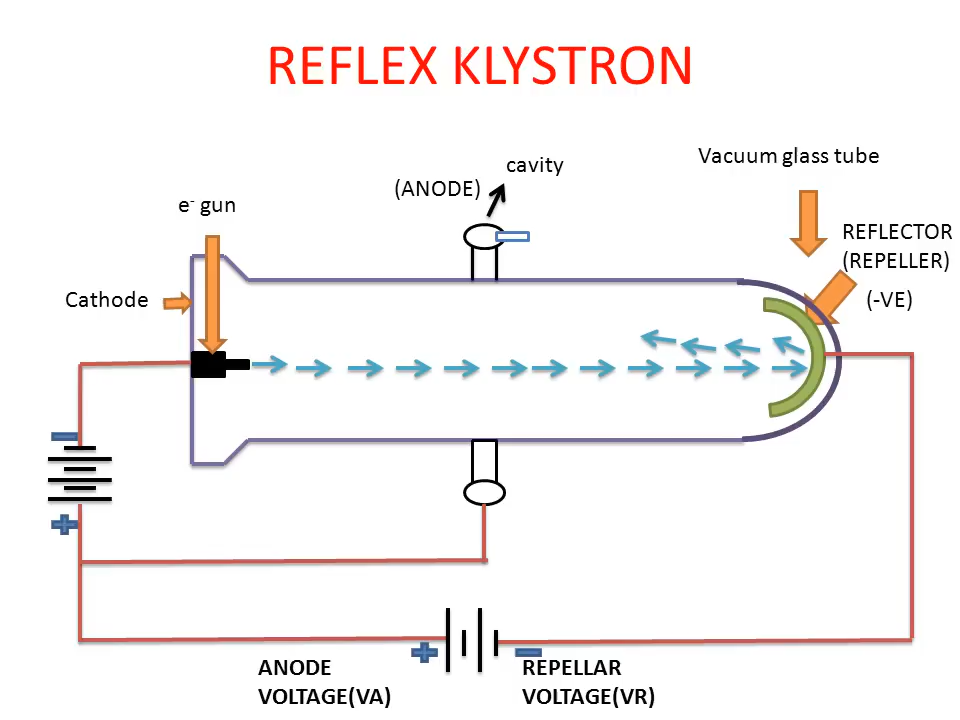 REFLEX KLYSTRON
Vacuum glass tube
cavity
(ANODE)
e- gun
REFLECTOR
(REPELLER)
Cathode
(-VE)
ANODE
VOLTAGE(VA)
REPELLAR
VOLTAGE(VR)